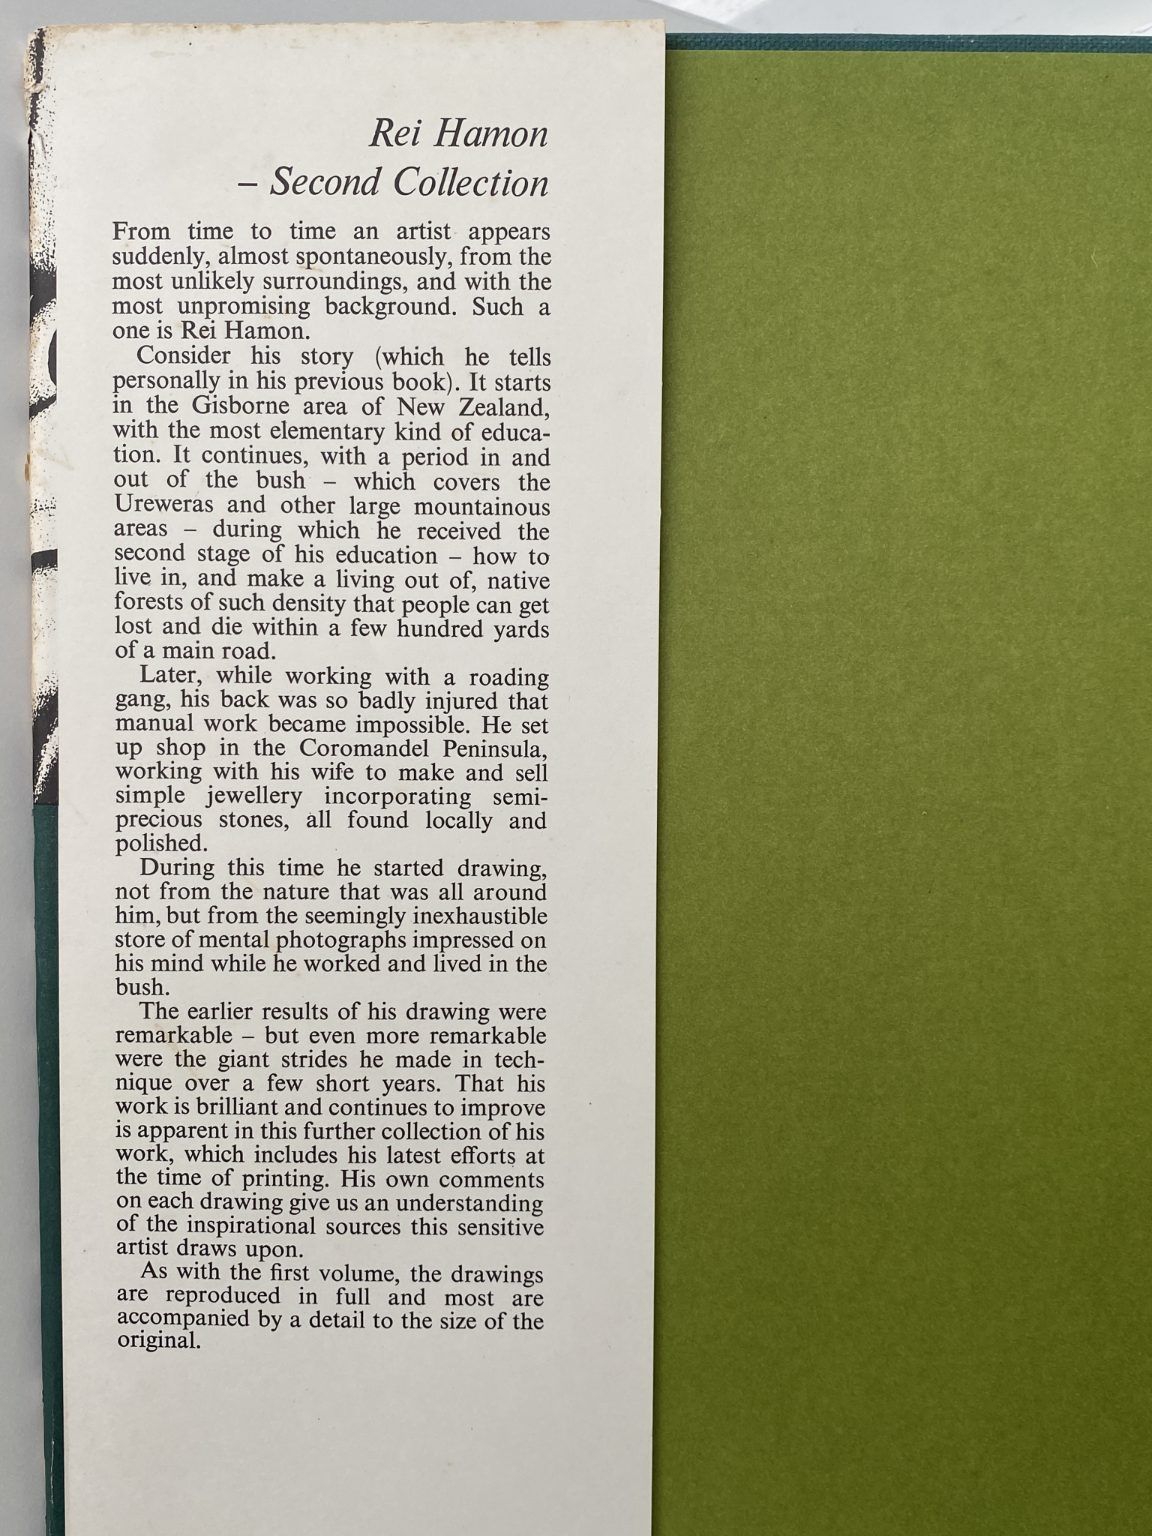 Rei Hamon
– Second Collection
From time to time an artist appears
suddenly, almost spontaneously, from the
most unlikely surroundings, and with the
most unpromising background. Such a
one is Rei Hamon.
Consider his story (which he tells
personally in his previous book). It starts
in the Gisborne area of New Zealand,
with the most elementary kind of educa-
tion. It continues, with a period in and
out of the bush – which covers the
Ureweras and other large mountainous
areas – during which he received the
second stage of his education – how to
live in, and make a living out of, native
forests of such density that people can get
lost and die within a few hundred yards
of a main road.
Later, while working with a roading
gang, his back was so badly injured that
manual work became impossible. He set
up shop in the Coromandel Peninsula,
working with his wife to make and sell
simple jewellery incorporating semi-
precious stones, all found locally and
polished.
During this time he started drawing,
not from the nature that was all around
him, but from the seemingly inexhaustible
store of mental photographs impressed on
his mind while he worked and lived in the
bush.
The earlier results of his drawing were
remarkable – but even more remarkable
were the giant strides he made in tech-
nique over a few short years. That his
work is brilliant and continues to improve
is apparent in this further collection of his
work, which includes his latest efforts at
the time of printing. His own comments
on each drawing give us an understanding
of the inspirational sources this sensitive
artist draws upon.
As with the first volume, the drawings
are reproduced in full and most are
accompanied by a detail to the size of the
original.